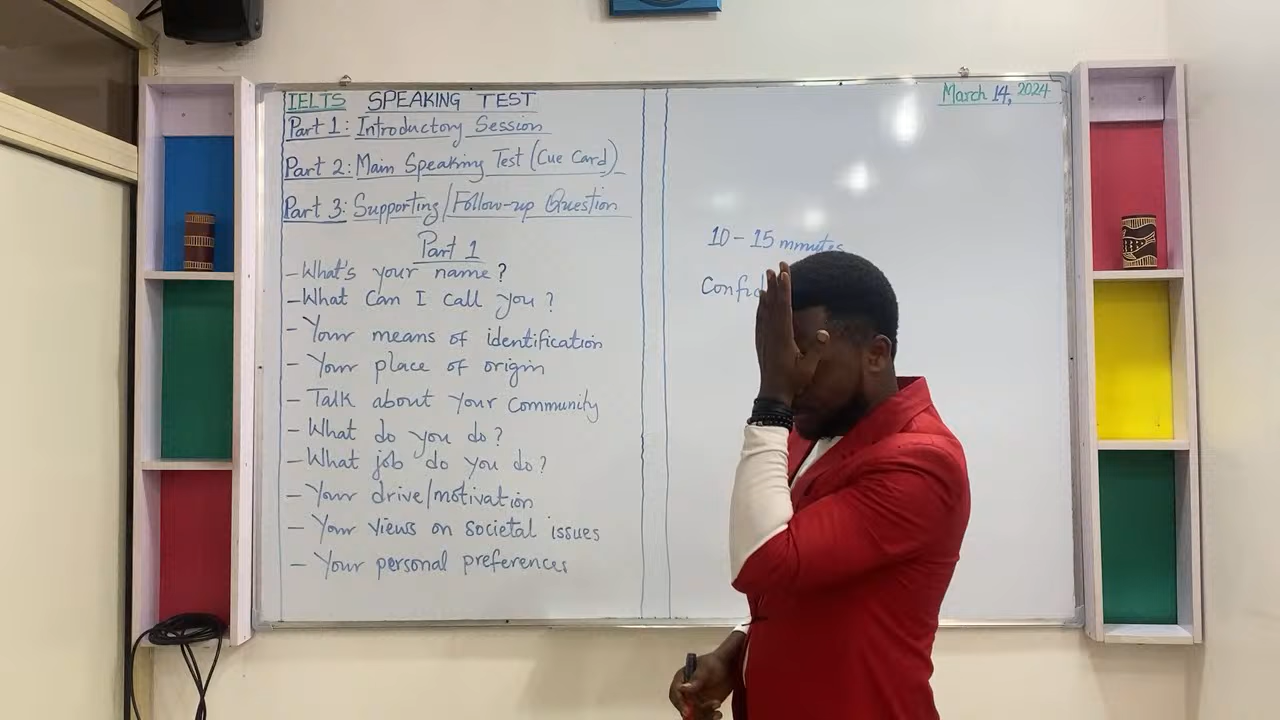 IELTS SPEAKING TEST
Part 1: Introductory Session
Part 2: Main Speaking Test (Cue Card)
Part 3: Supporting/Follow-up Question
Part 1
- What's your name?
- What can I call you?
- Your means of identification
- Your place of origin
- Talk about your community
- What do you do?
- What job do you do?
- Your drive/motivation
- Your views on societal issues
- Your personal preferences
March 14, 2024
10 - 15 minutes